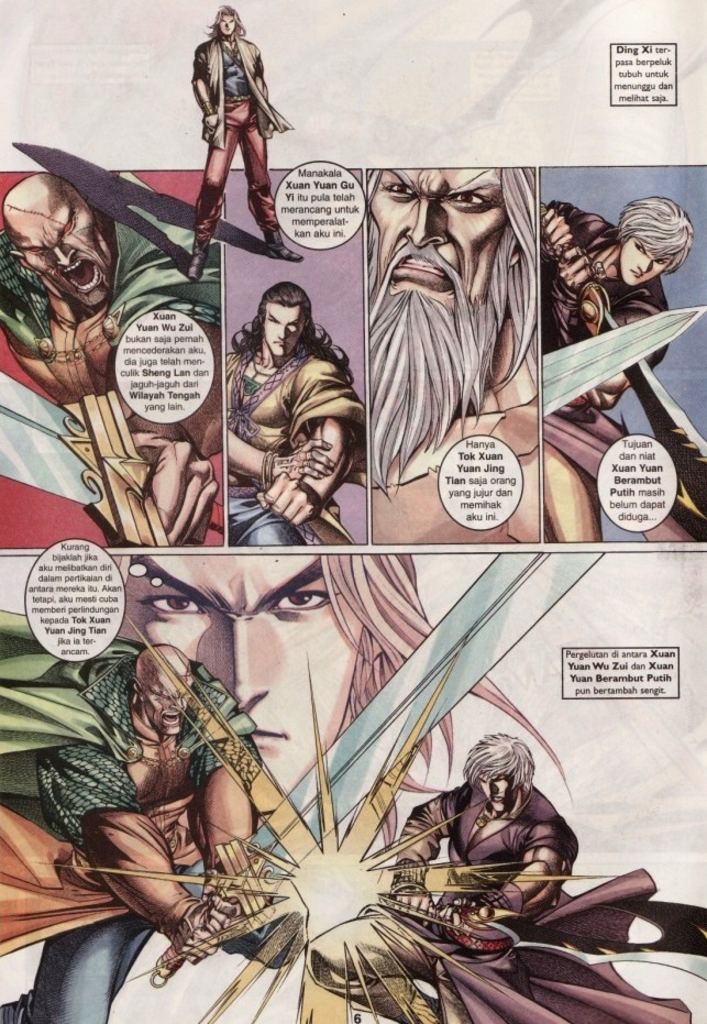 Ding Xi ter-
pasa berpeluk
tubuh untuk
menunggu dan
melihat saja.
Xuan
Yuan Wu Zui
bukan saja pernah
mencederakan aku,
dia juga telah men-
culik Sheng Lan dan
jaguh-jaguh dari
Wilayah Tengah
yang lain.
Manakala
Xuan Yuan Gu
Yi itu pula telah
merancang untuk
memperalat-
kan aku ini.
Hanya
Tok Xuan
Yuan Jing
Tian saja orang
yang jujur dan
memihak
aku ini.
Tujuan
dan niat
Xuan Yuan
Berambut
Putih masih
belum dapat
diduga...
Kurang
bijaklah jika
aku melibatkan diri
dalam pertikaian di
antara mereka itu. Akan
tetapi, aku mesti cuba
memberi perlindungan
kepada Tok Xuan
Yuan Jing Tian
jika ia ter-
ancam.
Pergelutan di antara Xuan
Yuan Wu Zui dan Xuan
Yuan Berambut Putih
pun bertambah sengit.
6